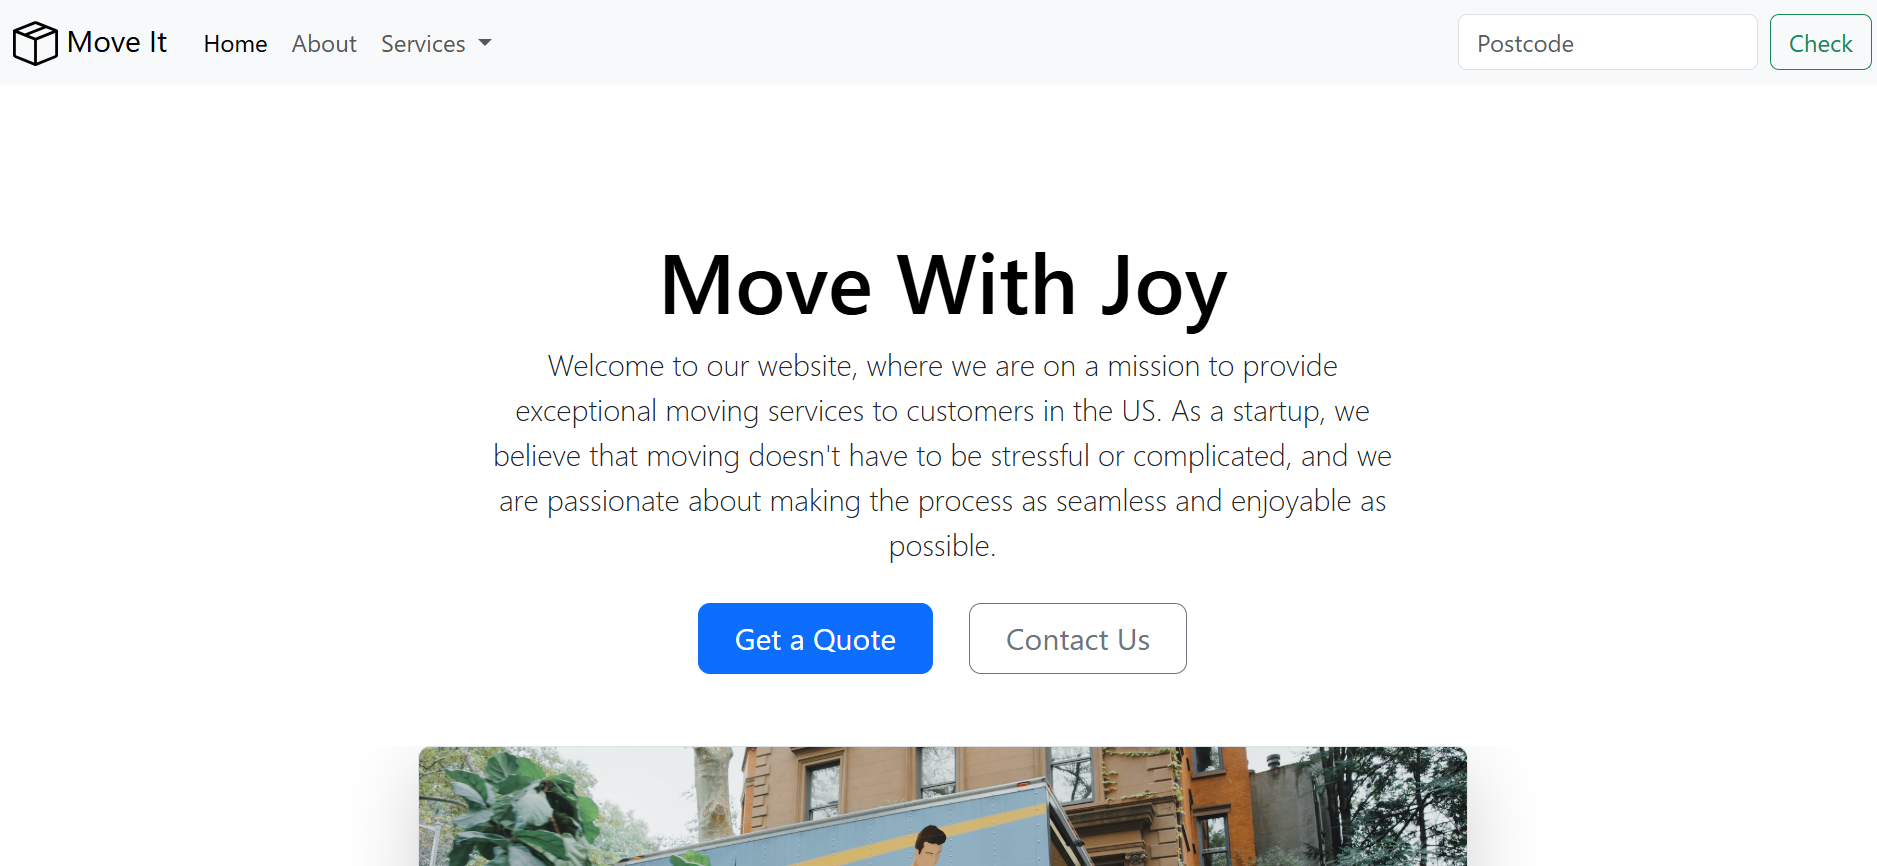 Move It Home About Services Postcode Check
Move With Joy
Welcome to our website, where we are on a mission to provide
exceptional moving services to customers in the US. As a startup, we
believe that moving doesn't have to be stressful or complicated, and we
are passionate about making the process as seamless and enjoyable as
possible.
Get a Quote Contact Us